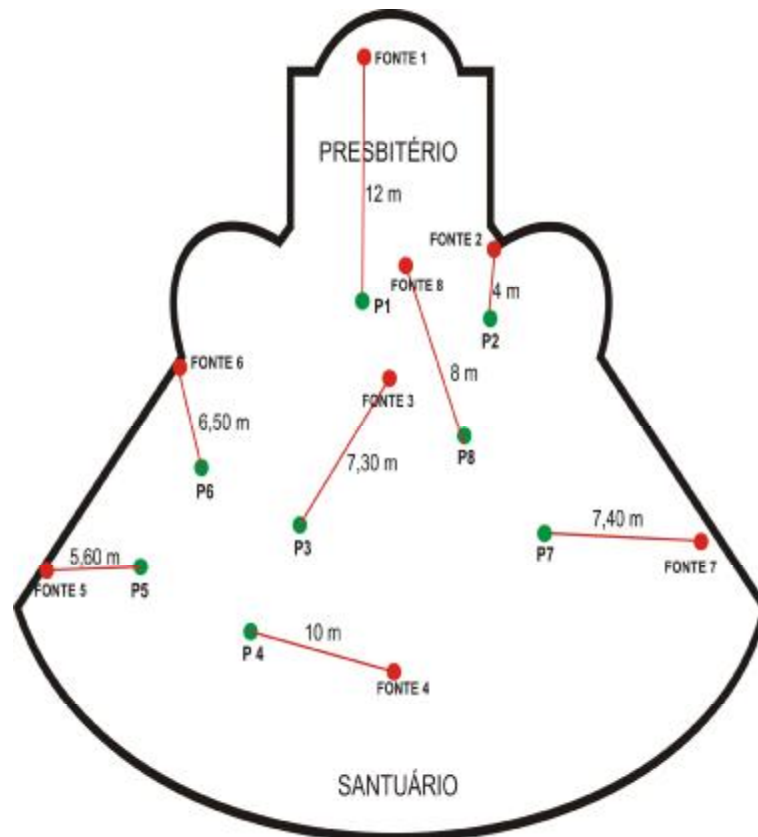 FONTE 1
PRESBITÉRIO
12 m
FONTE 2
FONTE 8
4 m
P1
P2
FONTE 6
8 m
FONTE 3
6,50 m
P8
7,30 m
P6
7,40 m
P3
P7
5,60 m
FONTE 7
FONTE 5
P5
10 m
P 4
FONTE 4
SANTUÁRIO